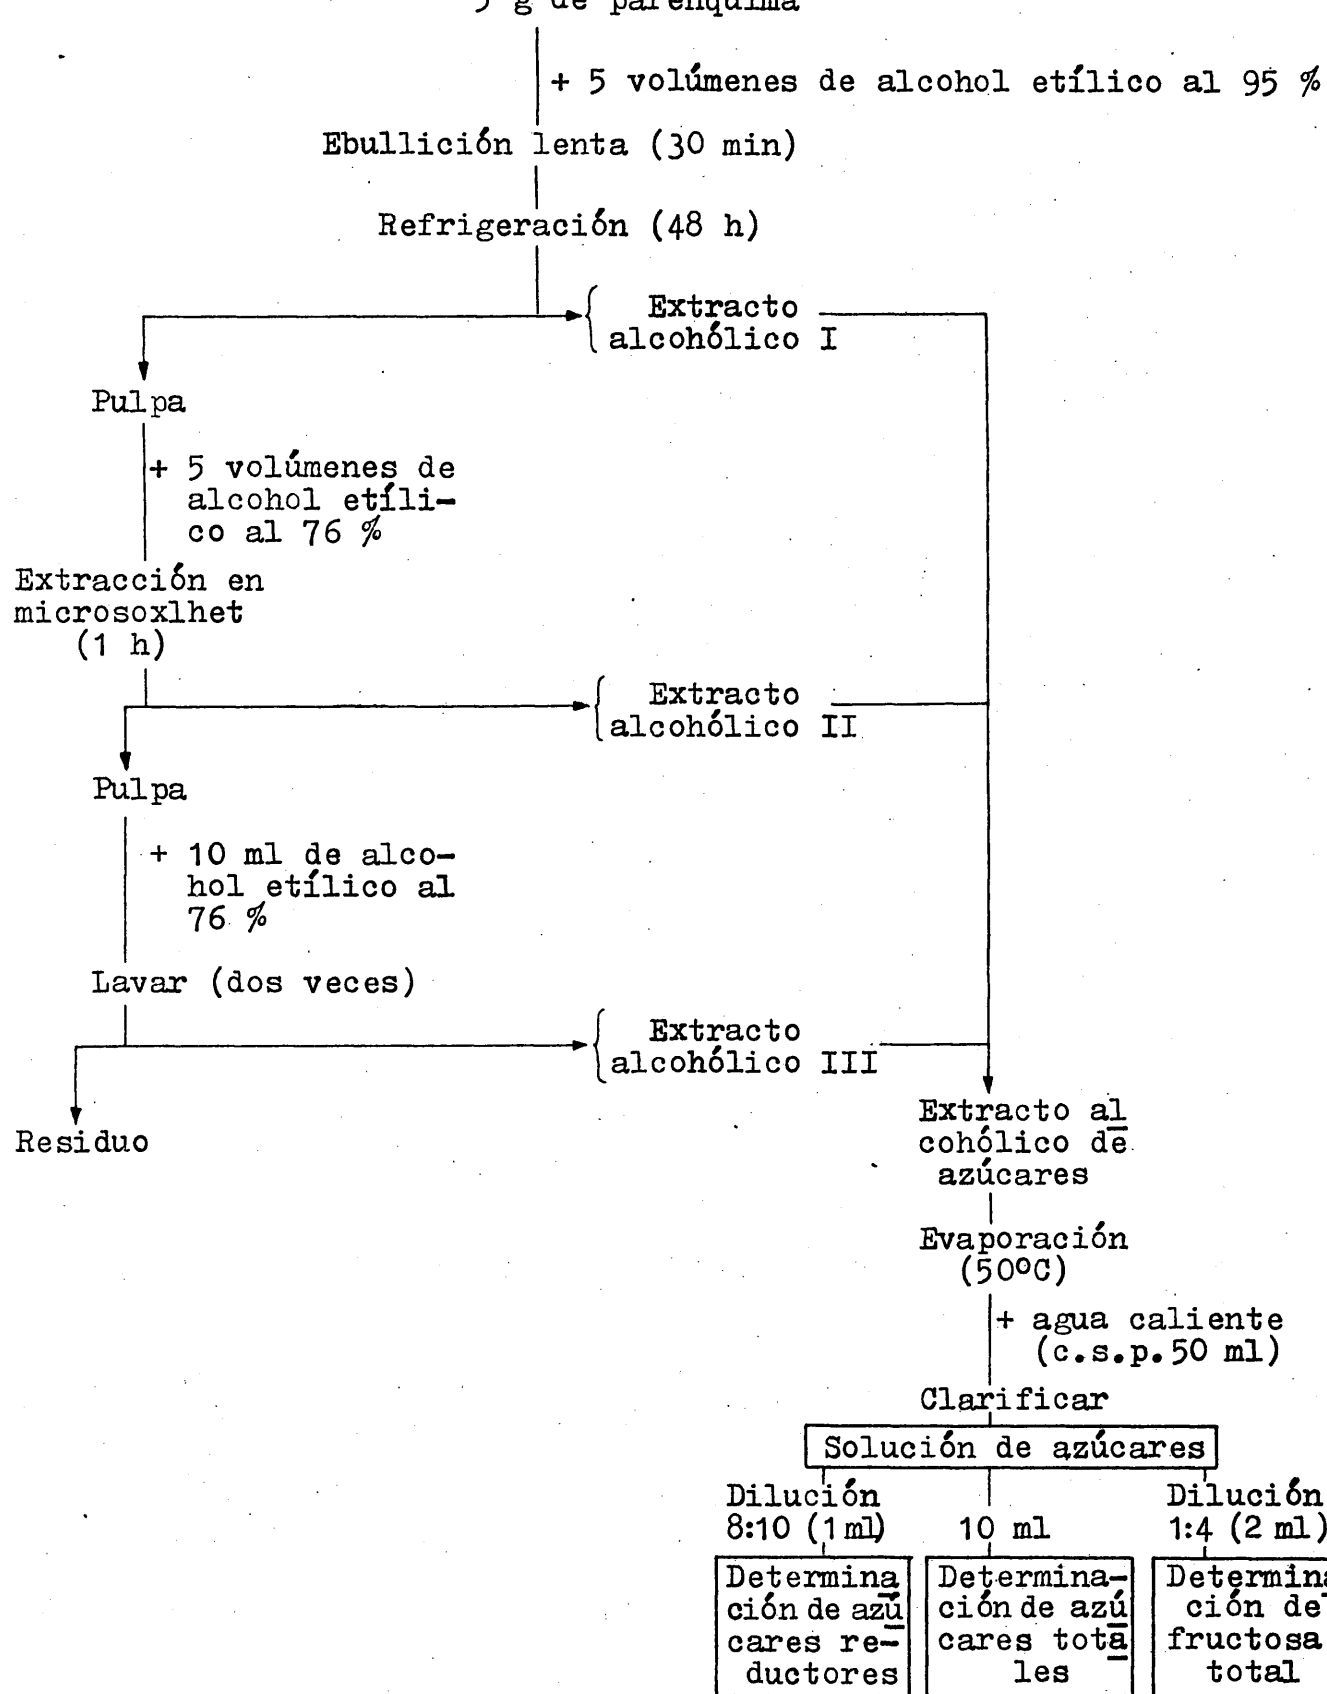 5 g de parénquima
+ 5 volúmenes de alcohol etílico al 95 %
Ebullición lenta (30 min)
Refrigeración (48 h)
Extracto
alcohólico I
Pulpa
+ 5 volúmenes de
alcohol etíli-
co al 76 %
Extracción en
microsoxlhet
(1 h)
Extracto
alcohólico II
Pulpa
+ 10 ml de alco-
hol etílico al
76 %
Lavar (dos veces)
Extracto
alcohólico III
Residuo
Extracto al
cohólico de
azúcares
Evaporación
(50ºC)
+ agua caliente
(c.s.p. 50 ml)
Clarificar
Solución de azúcares
Dilución
8:10 (1 ml)
10 ml
Dilución
1:4 (2 ml)
Determina
ción de azú
cares re-
ductores
Determina-
ción de azú
cares tota
les
Determina
ción de
fructosa
total